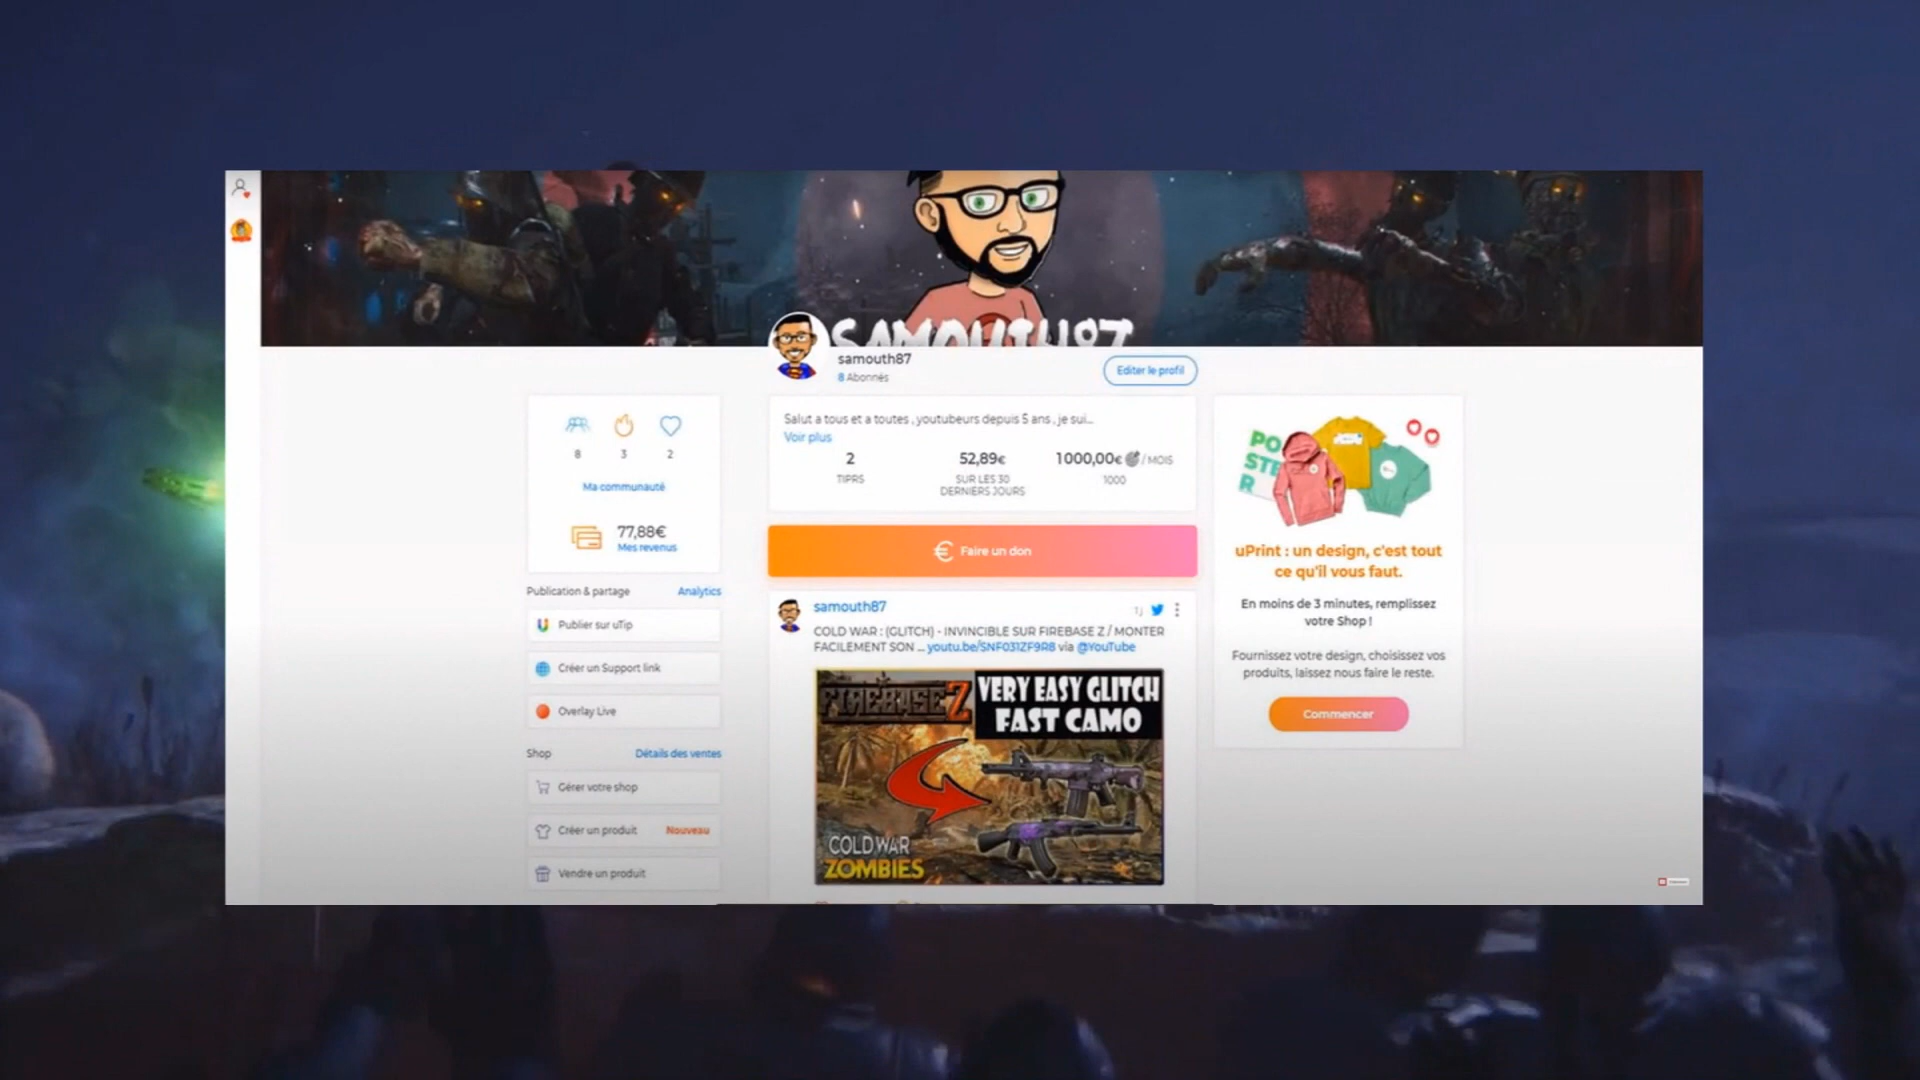 SAMOUTH87
samouth87
8 Abonnés
Editer le profil
8
3
2
Ma communauté
77,88€
Mes revenus
Publication & partage
Analytics
Publier sur uTip
Créer un Support link
Overlay Live
Shop
Détails des ventes
Gérer votre shop
Créer un produit
Nouveau
Vendre un produit
Salut a tous et a toutes , youtubeurs depuis 5 ans , je sui...
Voir plus
2
TIPRS
52,89€
SUR LES 30
DERNIERS JOURS
1000,00€ / MOIS
1000
Faire un don
samouth87
1j
COLD WAR : (GLITCH) - INVINCIBLE SUR FIREBASE Z / MONTER
FACILEMENT SON ... youtu.be/SNF031ZF9R8 via @YouTube
FIREBASE Z
VERY EASY GLITCH
FAST CAMO
COLD WAR
ZOMBIES
PO
STE
R
uPrint : un design, c'est tout
ce qu'il vous faut.
En moins de 3 minutes, remplissez
votre Shop !
Fournissez votre design, choisissez vos
produits, laissez nous faire le reste.
Commencer